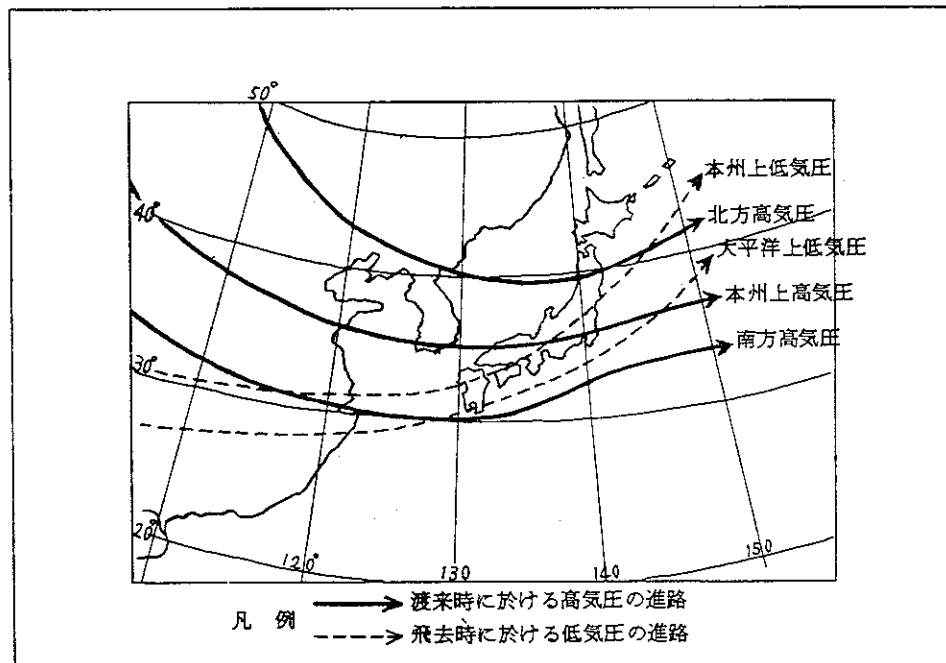 50°
40°
30°
20°
120°
130
140
150
本州上低気圧
北方高気圧
太平洋上低気圧
本州上高気圧
南方高気圧
凡例
渡来時に於ける高気圧の進路
飛去時に於ける低気圧の進路